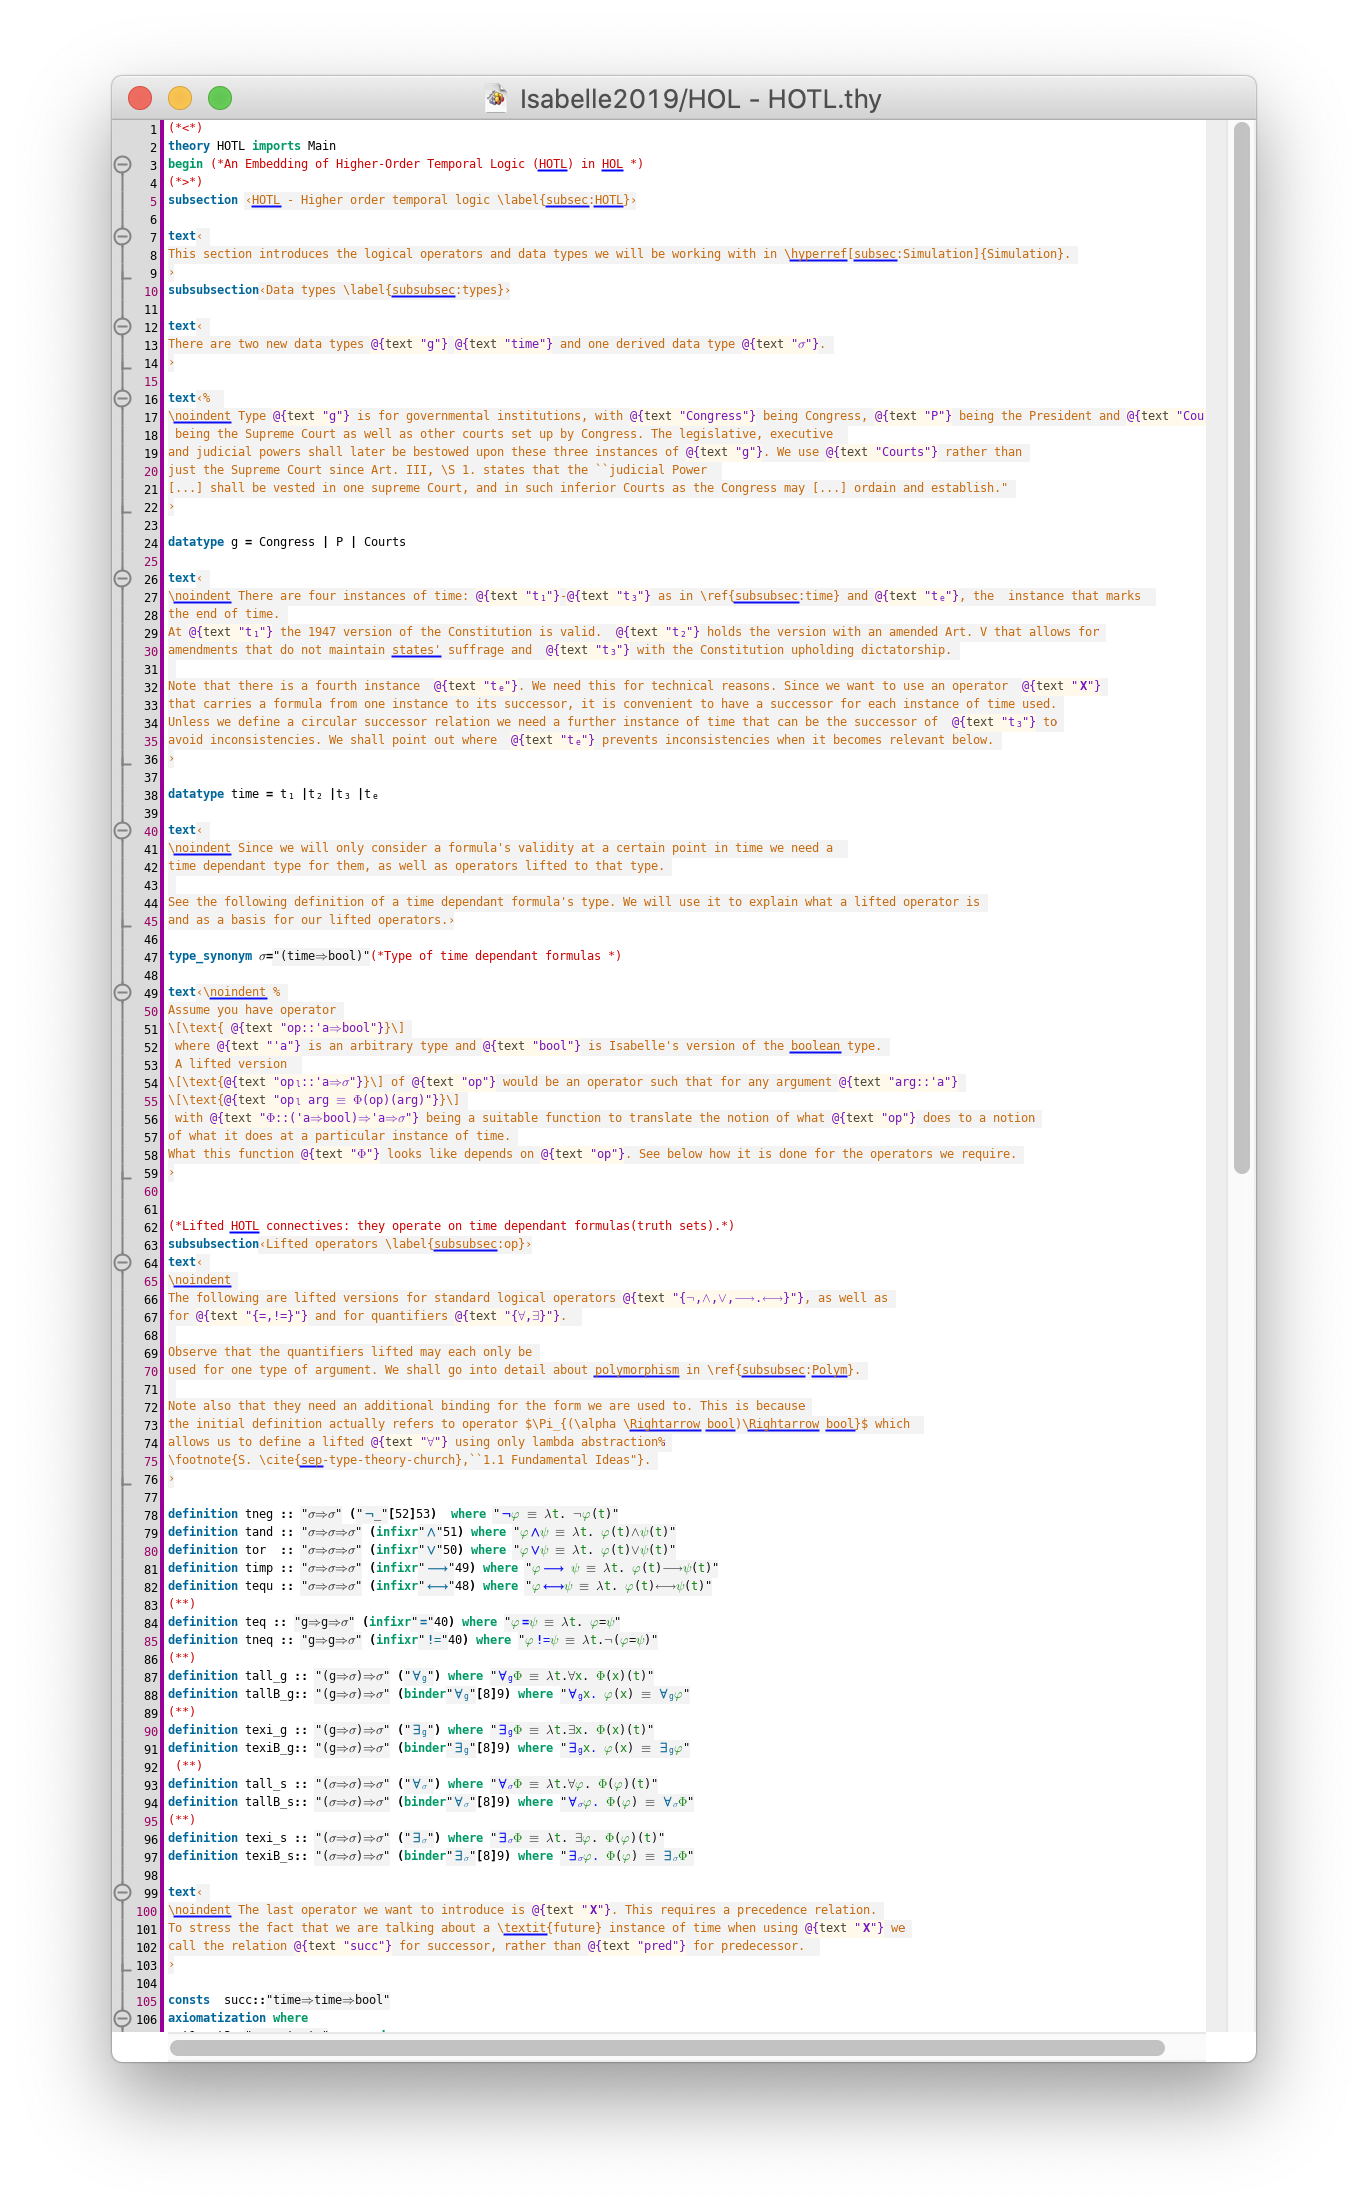 Isabelle2019/HOL - HOTL.thy
1 (*<*)
2 theory HOTL imports Main
3 begin (*An Embedding of Higher-Order Temporal Logic (HOTL) in HOL *)
4 (*>*)
5 subsection ‹HOTL - Higher order temporal logic \label{subsec:HOTL}›
6
7 text‹
8 This section introduces the logical operators and data types we will be working with in \hyperref[subsec:Simulation]{Simulation}.
9 ›
10 subsubsection‹Data types \label{subsubsec:types}›
11
12 text‹
13 There are two new data types @{text "g"} @{text "time"} and one derived data type @{text "σ"}.
14 ›
15
16 text‹%
17 \noindent Type @{text "g"} is for governmental institutions, with @{text "Congress"} being Congress, @{text "P"} being the President and @{text "Cou
18  being the Supreme Court as well as other courts set up by Congress. The legislative, executive
19 and judicial powers shall later be bestowed upon these three instances of @{text "g"}. We use @{text "Courts"} rather than
20 just the Supreme Court since Art. III, \S 1. states that the ``judicial Power
21 [...] shall be vested in one supreme Court, and in such inferior Courts as the Congress may [...] ordain and establish."
22 ›
23
24 datatype g = Congress | P | Courts
25
26 text‹
27 \noindent There are four instances of time: @{text "t₁"}-@{text "t₃"} as in \ref{subsubsec:time} and @{text "tₑ"}, the  instance that marks
28 the end of time.
29 At @{text "t₁"} the 1947 version of the Constitution is valid.  @{text "t₂"} holds the version with an amended Art. V that allows for
30 amendments that do not maintain states' suffrage and  @{text "t₃"} with the Constitution upholding dictatorship.
31
32 Note that there is a fourth instance  @{text "tₑ"}. We need this for technical reasons. Since we want to use an operator  @{text "X"}
33 that carries a formula from one instance to its successor, it is convenient to have a successor for each instance of time used.
34 Unless we define a circular successor relation we need a further instance of time that can be the successor of  @{text "t₃"} to
35 avoid inconsistencies. We shall point out where  @{text "tₑ"} prevents inconsistencies when it becomes relevant below.
36 ›
37
38 datatype time = t₁ |t₂ |t₃ |tₑ
39
40 text‹
41 \noindent Since we will only consider a formula's validity at a certain point in time we need a
42 time dependant type for them, as well as operators lifted to that type.
43
44 See the following definition of a time dependant formula's type. We will use it to explain what a lifted operator is
45 and as a basis for our lifted operators.›
46
47 type_synonym σ="(time⇒bool)"(*Type of time dependant formulas *)
48
49 text‹\noindent %
50 Assume you have operator
51 \[\text{ @{text "op::'a⇒bool"}}\]
52  where @{text "'a"} is an arbitrary type and @{text "bool"} is Isabelle's version of the boolean type.
53  A lifted version
54 \[\text{@{text "opₗ::'a⇒σ"}}\] of @{text "op"} would be an operator such that for any argument @{text "arg::'a"}
55 \[\text{@{text "opₗ arg ≡ Φ(op)(arg)"}}\]
56  with @{text "Φ::('a⇒bool)⇒'a⇒σ"} being a suitable function to translate the notion of what @{text "op"} does to a notion
57 of what it does at a particular instance of time.
58 What this function @{text "Φ"} looks like depends on @{text "op"}. See below how it is done for the operators we require.
59 ›
60
61
62 (*Lifted HOTL connectives: they operate on time dependant formulas(truth sets).*)
63 subsubsection‹Lifted operators \label{subsubsec:op}›
64 text‹
65 \noindent
66 The following are lifted versions for standard logical operators @{text "{¬,∧,∨,⟶.⟷}"}, as well as
67 for @{text "{=,!=}"} and for quantifiers @{text "{∀,∃}"}.
68
69 Observe that the quantifiers lifted may each only be
70 used for one type of argument. We shall go into detail about polymorphism in \ref{subsubsec:Polym}.
71
72 Note also that they need an additional binding for the form we are used to. This is because
73 the initial definition actually refers to operator $\Pi_{(\alpha \Rightarrow bool)\Rightarrow bool}$ which
74 allows us to define a lifted @{text "∀"} using only lambda abstraction%
75 \footnote{S. \cite{sep-type-theory-church},``1.1 Fundamental Ideas"}.
76 ›
77
78 definition tneg :: "σ⇒σ" ("¬_"[52]53)  where "¬φ ≡ λt. ¬φ(t)"
79 definition tand :: "σ⇒σ⇒σ" (infixr"∧"51) where "φ∧ψ ≡ λt. φ(t)∧ψ(t)"
80 definition tor  :: "σ⇒σ⇒σ" (infixr"∨"50) where "φ∨ψ ≡ λt. φ(t)∨ψ(t)"
81 definition timp :: "σ⇒σ⇒σ" (infixr"⟶"49) where "φ⟶ ψ ≡ λt. φ(t)⟶ψ(t)"
82 definition tequ :: "σ⇒σ⇒σ" (infixr"⟷"48) where "φ⟷ψ ≡ λt. φ(t)⟷ψ(t)"
83 (**)
84 definition teq :: "g⇒g⇒σ" (infixr"="40) where "φ=ψ ≡ λt. φ=ψ"
85 definition tneq :: "g⇒g⇒σ" (infixr"!="40) where "φ!=ψ ≡ λt.¬(φ=ψ)"
86 (**)
87 definition tall_g :: "(g⇒σ)⇒σ" ("∀g") where "∀gΦ ≡ λt.∀x. Φ(x)(t)"
88 definition tallB_g:: "(g⇒σ)⇒σ" (binder"∀g"[8]9) where "∀gx. φ(x) ≡ ∀gφ"
89 (**)
90 definition texi_g :: "(g⇒σ)⇒σ" ("∃g") where "∃gΦ ≡ λt.∃x. Φ(x)(t)"
91 definition texiB_g:: "(g⇒σ)⇒σ" (binder"∃g"[8]9) where "∃gx. φ(x) ≡ ∃gφ"
92  (**)
93 definition tall_s :: "(σ⇒σ)⇒σ" ("∀σ") where "∀σΦ ≡ λt.∀φ. Φ(φ)(t)"
94 definition tallB_s:: "(σ⇒σ)⇒σ" (binder"∀σ"[8]9) where "∀σφ. Φ(φ) ≡ ∀σΦ"
95 (**)
96 definition texi_s :: "(σ⇒σ)⇒σ" ("∃σ") where "∃σΦ ≡ λt. ∃φ. Φ(φ)(t)"
97 definition texiB_s:: "(σ⇒σ)⇒σ" (binder"∃σ"[8]9) where "∃σφ. Φ(φ) ≡ ∃σΦ"
98
99 text‹
100 \noindent The last operator we want to introduce is @{text "X"}. This requires a precedence relation.
101 To stress the fact that we are talking about a \textit{future} instance of time when using @{text "X"} we
102 call the relation @{text "succ"} for successor, rather than @{text "pred"} for predecessor.
103 ›
104
105 consts  succ::"time⇒time⇒bool"
106 axiomatization where